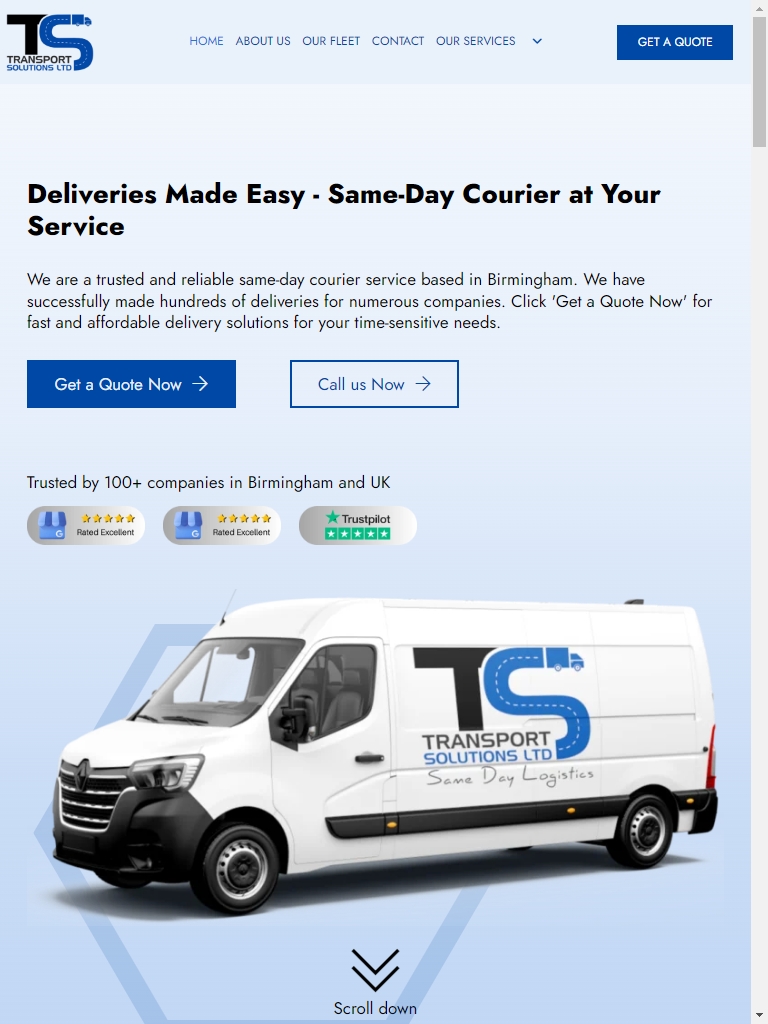 TS
TRANSPORT
SOLUTIONS LTD
HOME ABOUT US OUR FLEET CONTACT OUR SERVICES
GET A QUOTE
Deliveries Made Easy - Same-Day Courier at Your
Service
We are a trusted and reliable same-day courier service based in Birmingham. We have
successfully made hundreds of deliveries for numerous companies. Click 'Get a Quote Now' for
fast and affordable delivery solutions for your time-sensitive needs.
Get a Quote Now
Call us Now
Trusted by 100+ companies in Birmingham and UK
G
Rated Excellent
G
Rated Excellent
Trustpilot
TS
TRANSPORT
SOLUTIONS LTD
Same Day Logistics
Scroll down